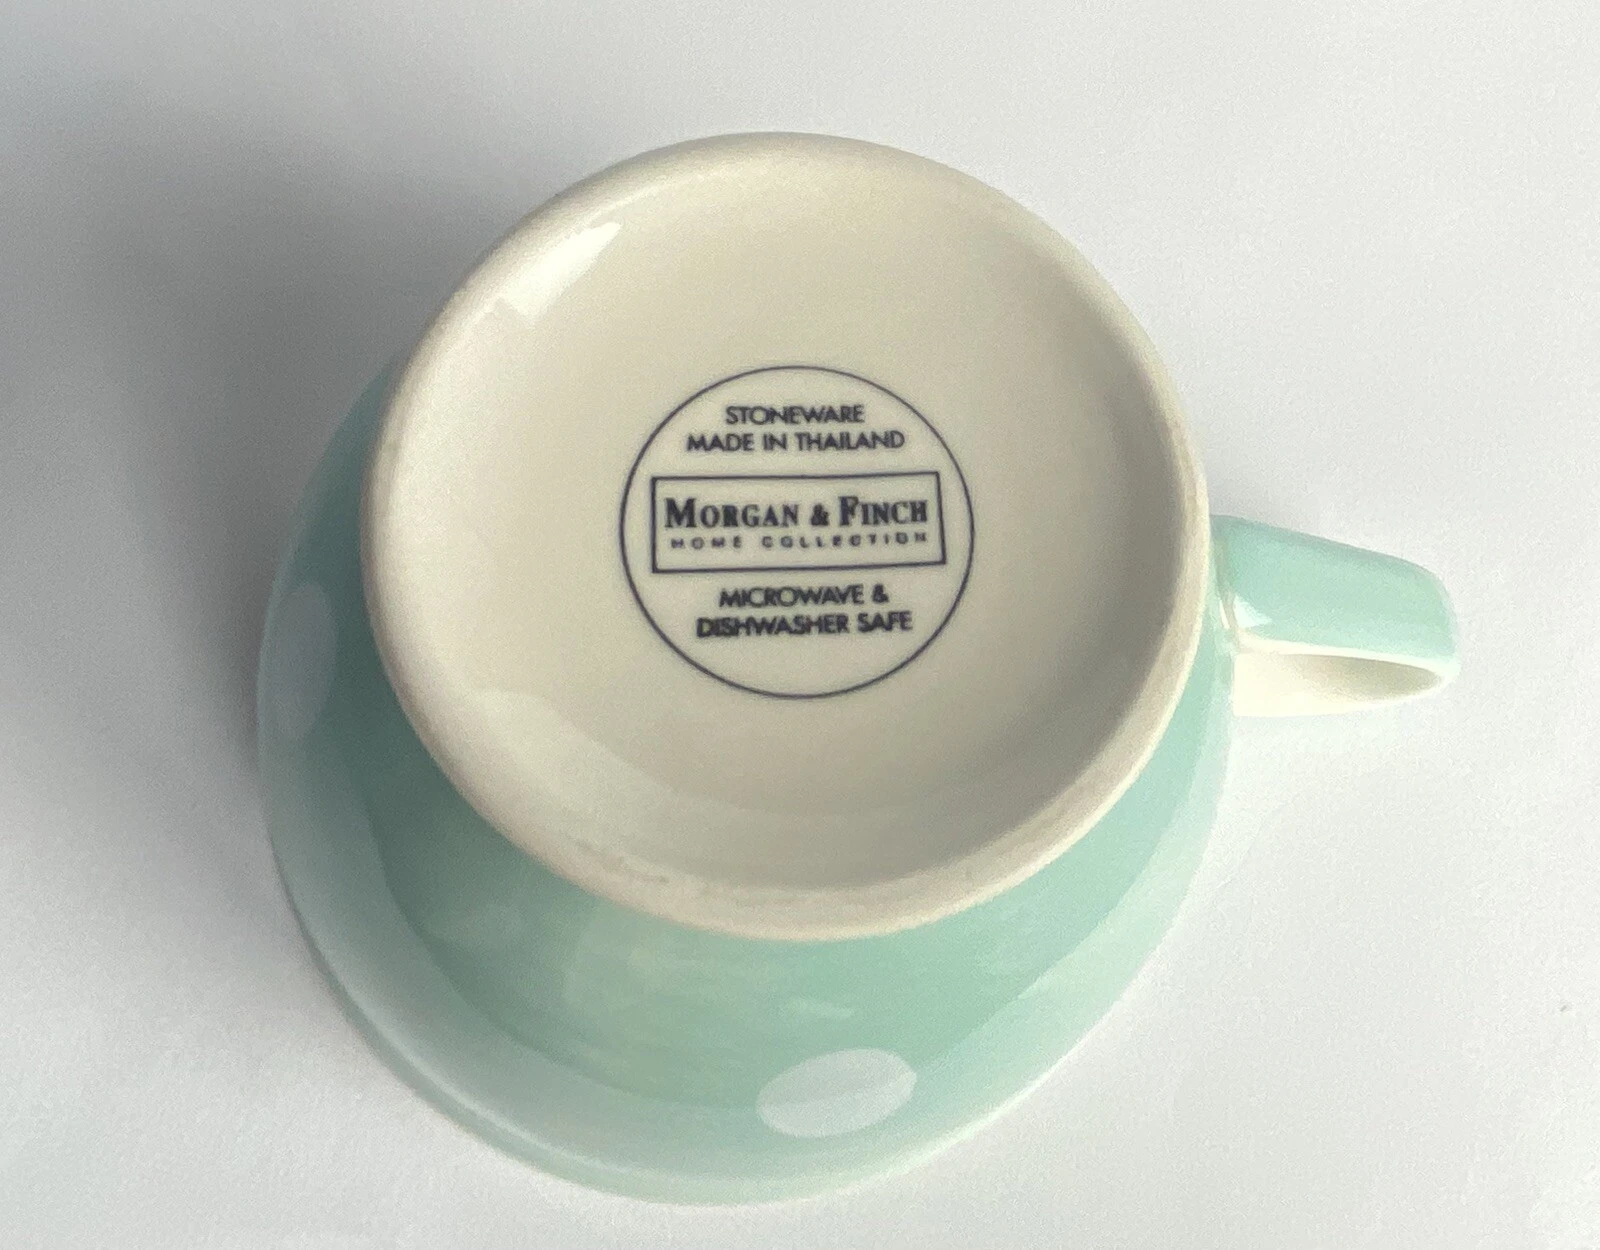 STONEWARE
MADE IN THAILAND
MORGAN & FINCH
HOME COLLECTION
MICROWAVE &
DISHWASHER SAFE